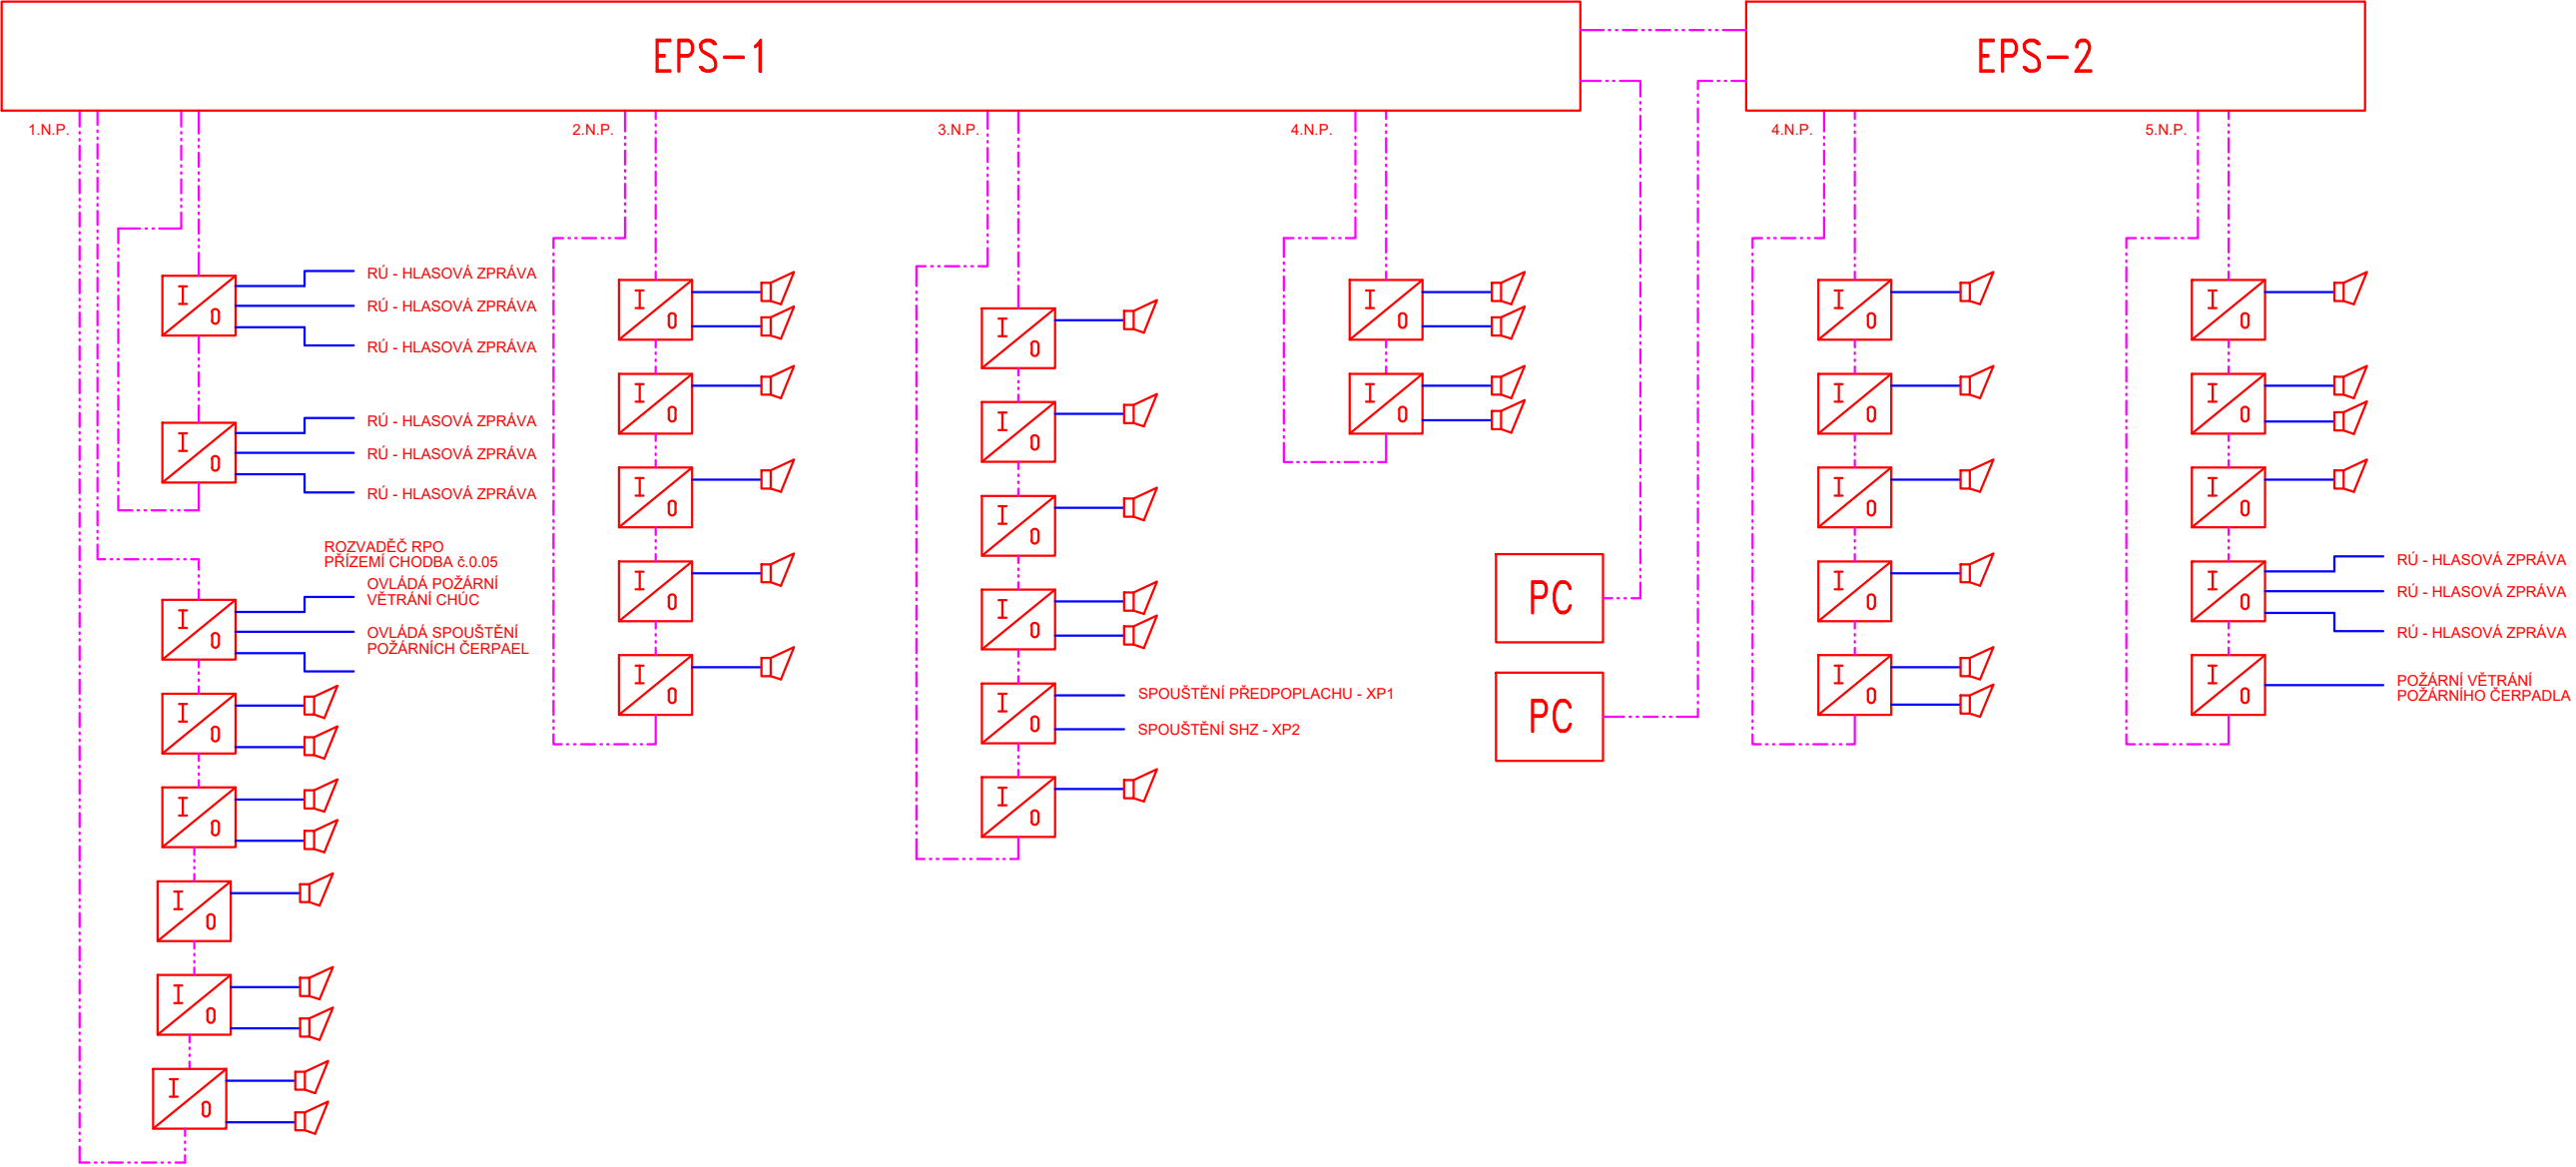 EPS-1
EPS-2
1.N.P.
2.N.P.
3.N.P.
4.N.P.
4.N.P.
5.N.P.
I
O
RÚ - HLASOVÁ ZPRÁVA
RÚ - HLASOVÁ ZPRÁVA
RÚ - HLASOVÁ ZPRÁVA
I
O
RÚ - HLASOVÁ ZPRÁVA
RÚ - HLASOVÁ ZPRÁVA
RÚ - HLASOVÁ ZPRÁVA
ROZVADĚČ RPO
PŘÍZEMÍ CHODBA č.0.05
OVLÁDÁ POŽÁRNÍ
VĚTRÁNÍ CHÚC
I
O
OVLÁDÁ SPOUŠTĚNÍ
POŽÁRNÍCH ČERPAEL
I
O
I
O
I
O
I
O
I
O
I
O
I
O
I
O
I
O
I
O
I
O
I
O
I
O
I
O
I
O
SPOUŠTĚNÍ PŘEDPOPLACHU - XP1
SPOUŠTĚNÍ SHZ - XP2
I
O
I
O
I
O
PC
PC
I
O
I
O
I
O
I
O
I
O
I
O
I
O
I
O
I
O
RÚ - HLASOVÁ ZPRÁVA
RÚ - HLASOVÁ ZPRÁVA
RÚ - HLASOVÁ ZPRÁVA
I
O
POŽÁRNÍ VĚTRÁNÍ
POŽÁRNÍHO ČERPADLA